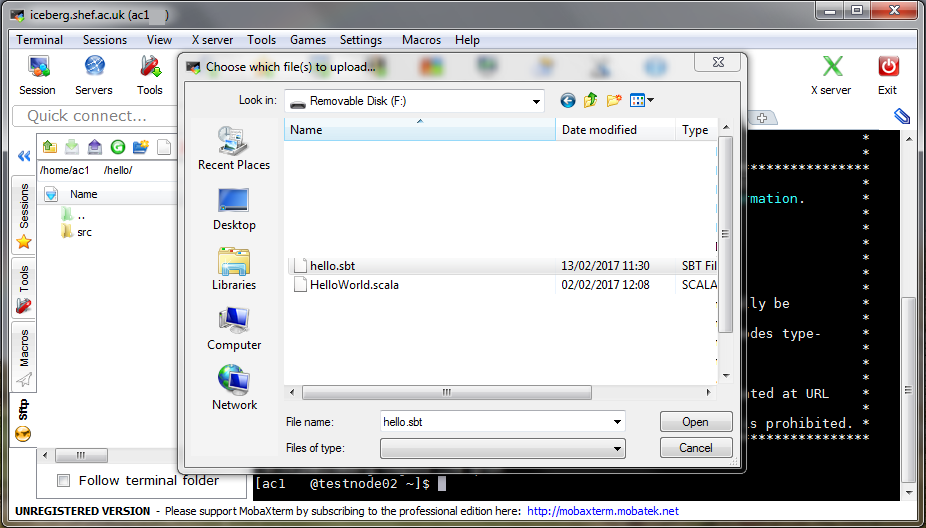 iceberg.shef.ac.uk (ac1 )
Terminal Sessions View X server Tools Games Settings Macros Help
Session Servers Tools X server Exit
Quick connect...
/home/ac1 /hello/
Name
..
src
Sessions
Tools
Macros
Sftp
Choose which file(s) to upload...
Look in: Removable Disk (F:)
Recent Places
Desktop
Libraries
Computer
Network
Name Date modified Type
hello.sbt 13/02/2017 11:30 SBT Fil
HelloWorld.scala 02/02/2017 12:08 SCALA
File name: hello.sbt Open
Files of type: Cancel
*
*
***************
*
rmation. *
*
*
*
*
*
ly be *
*
des type- *
*
*
*
ted at URL *
*
s prohibited. *
***************
[ac1 @testnode02 ~]$
Follow terminal folder
UNREGISTERED VERSION - Please support MobaXterm by subscribing to the professional edition here: http://mobaxterm.mobatek.net